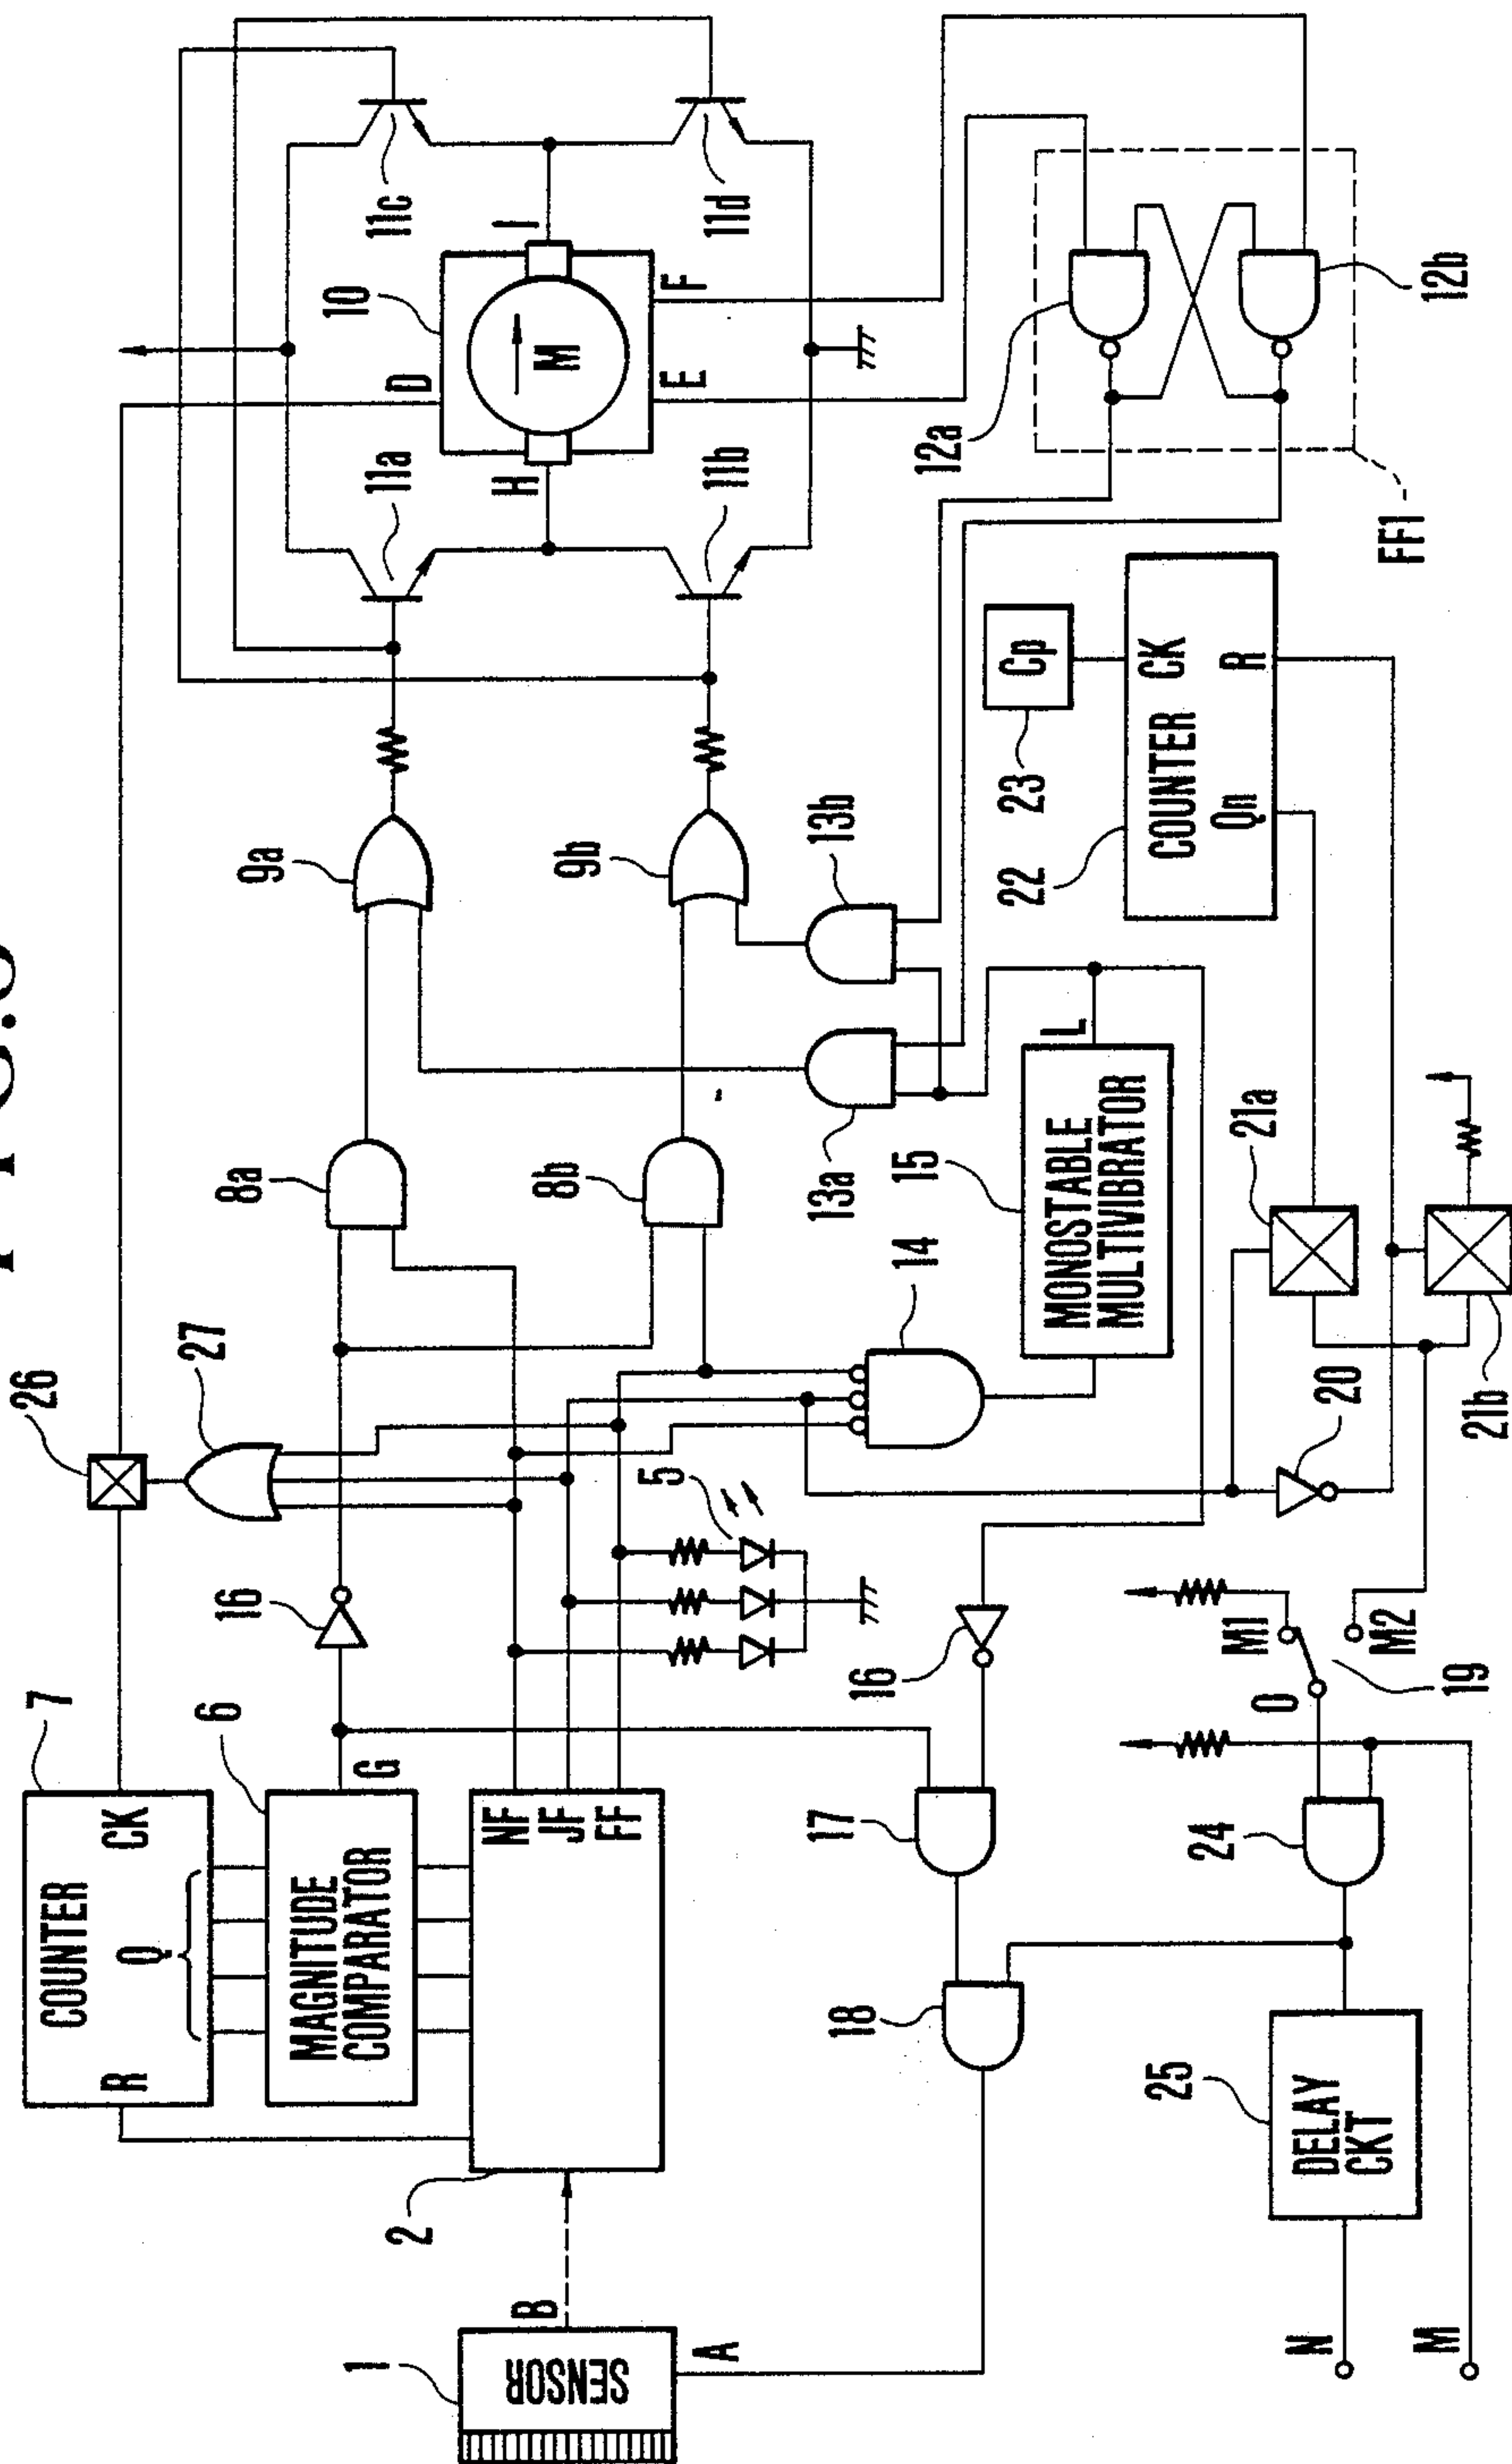 FIG.3
7
COUNTER
R
Q
CK
6
MAGNITUDE
COMPARATOR
G
2
NF
JF
FF
1
SENSOR
B
A
16
26
27
8a
8b
9a
9b
5
10
D
H
M
I
E
F
11a
11b
11c
11d
12a
12b
FF1
13a
13b
14
15
MONOSTABLE
MULTIVIBRATOR
L
16
17
18
19
O
M1
M2
20
21a
21b
22
COUNTER
CK
Qn
R
23
Cp
24
25
DELAY
CKT
N
M